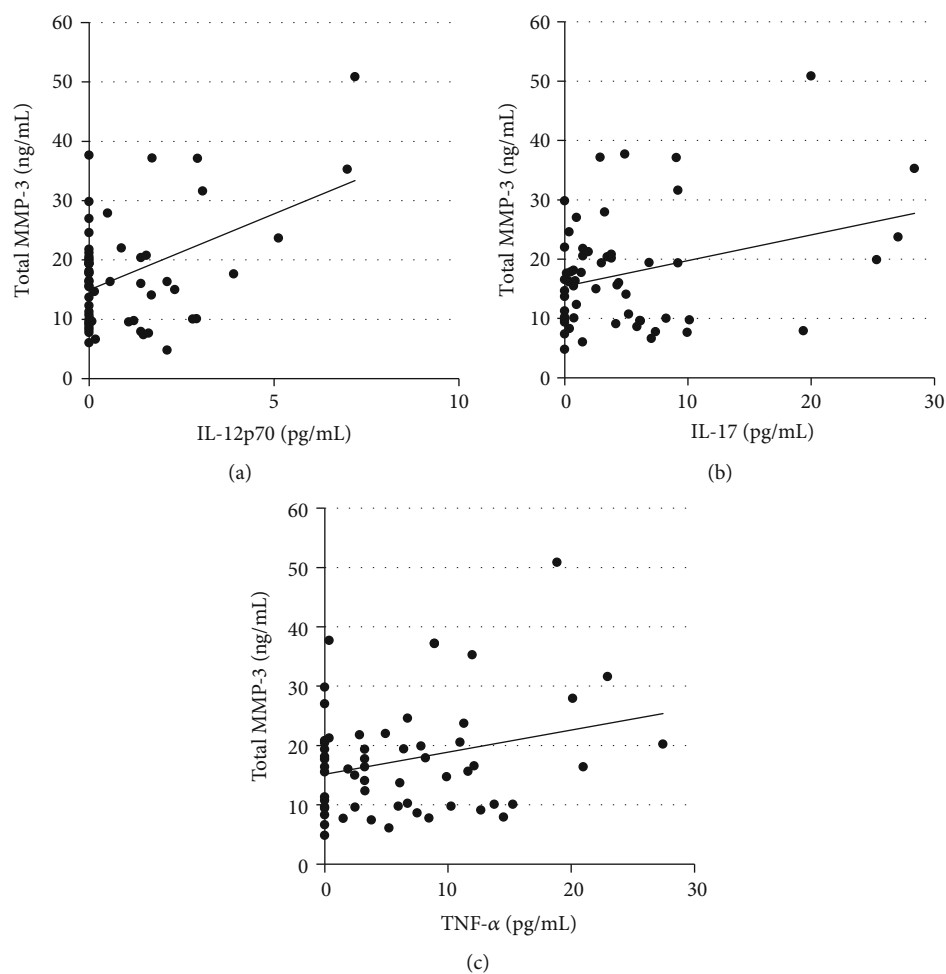 60
50
40
30
20
10
0
Total MMP-3 (ng/mL)
0 5 10
IL-12p70 (pg/mL)
(a)
60
50
40
30
20
10
0
Total MMP-3 (ng/mL)
0 10 20 30
IL-17 (pg/mL)
(b)
60
50
40
30
20
10
0
Total MMP-3 (ng/mL)
0 10 20 30
TNF-α (pg/mL)
(c)